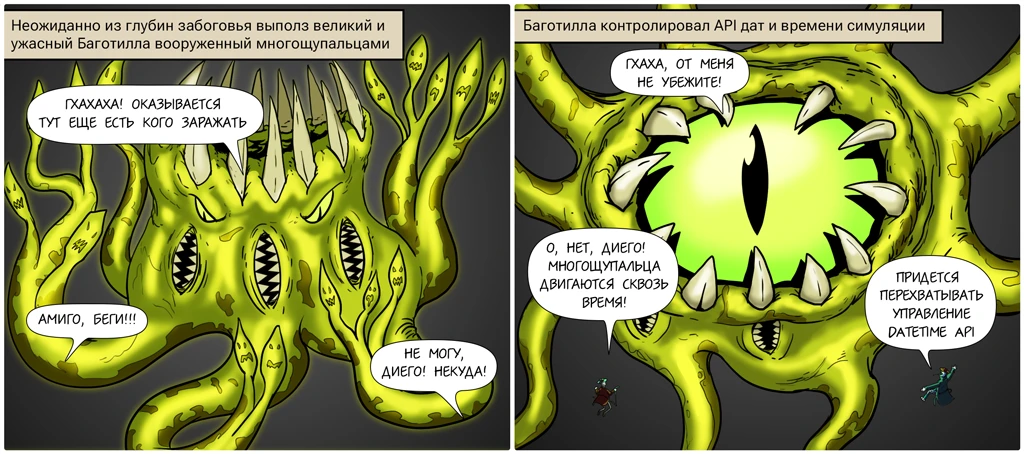 Неожиданно из глубин забоговья выполз великий и
ужасный Баготилла вооруженный многощупальцами
ГХАХАХА! ОКАЗЫВАЕТСЯ
ТУТ ЕЩЕ ЕСТЬ КОГО ЗАРАЖАТЬ
АМИГО, БЕГИ!!!
НЕ МОГУ,
ДИЕГО! НЕКУДА!
Баготилла контролировал API дат и времени симуляции
ГХАХА, ОТ МЕНЯ
НЕ УБЕЖИТЕ!
О, НЕТ, ДИЕГО!
МНОГОЩУПАЛЬЦА
ДВИГАЮТСЯ СКВОЗЬ
ВРЕМЯ!
ПРИДЕТСЯ
ПЕРЕХВАТЫВАТЬ
УПРАВЛЕНИЕ
DATETIME API